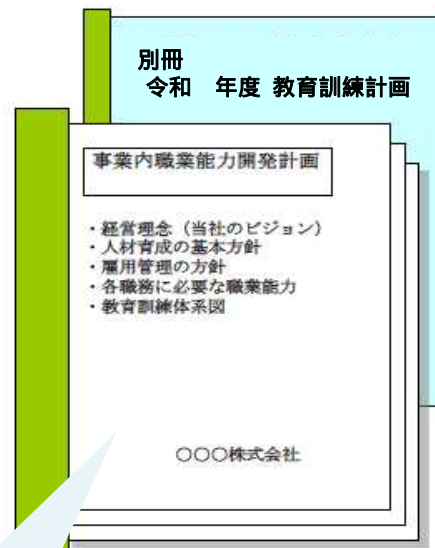 別冊
令和　年度 教育訓練計画
事業内職業能力開発計画
・経営理念（当社のビジョン）
・人材育成の基本方針
・雇用管理の方針
・各職務に必要な職業能力
・教育訓練体系図
○○○株式会社